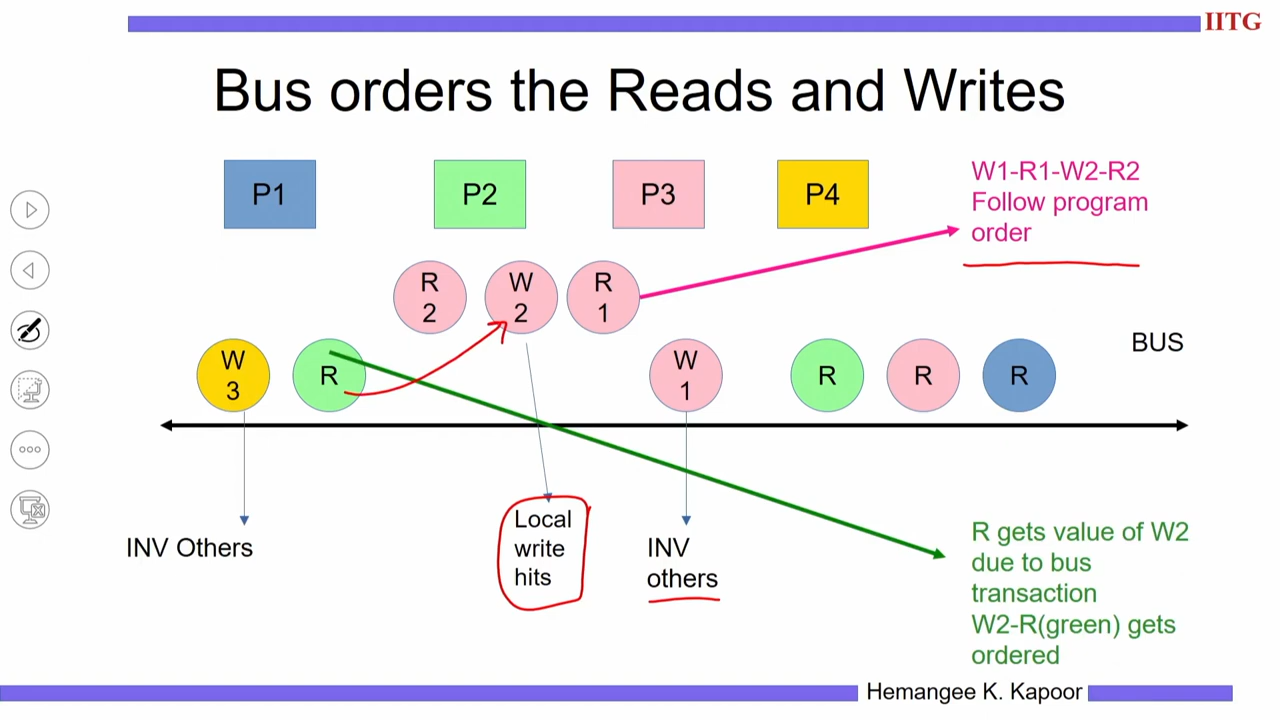 IITG
Bus orders the Reads and Writes
P1
P2
P3
P4
W1-R1-W2-R2
Follow program
order
R
2
W
2
R
1
BUS
W
3
R
W
1
R
R
R
INV Others
Local
write
hits
INV
others
R gets value of W2
due to bus
transaction
W2-R(green) gets
ordered
Hemangee K. Kapoor